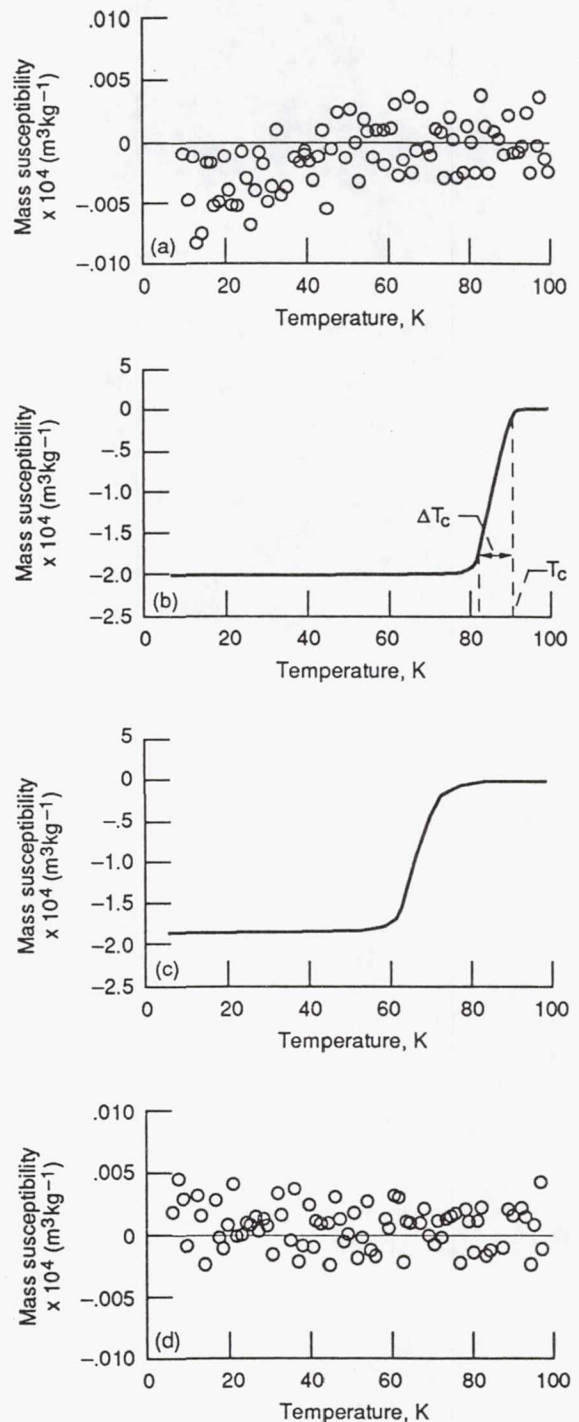 Mass susceptibility
x 10⁴ (m³kg⁻¹)
.010
.005
0
–.005
–.010
(a)
0 20 40 60 80 100
Temperature, K
Mass susceptibility
x 10⁴ (m³kg⁻¹)
5
0
–.5
–1.0
–1.5
–2.0
–2.5
ΔTc
Tc
(b)
0 20 40 60 80 100
Temperature, K
Mass susceptibility
x 10⁴ (m³kg⁻¹)
5
0
–.5
–1.0
–1.5
–2.0
–2.5
(c)
0 20 40 60 80 100
Temperature, K
Mass susceptibility
x 10⁴ (m³kg⁻¹)
.010
.005
0
–.005
–.010
(d)
0 20 40 60 80 100
Temperature, K